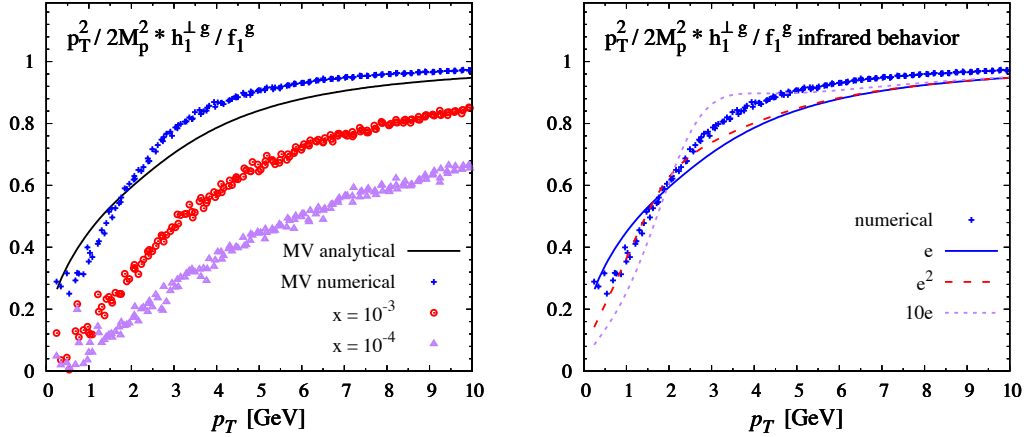 p_T^2 / 2M_p^2 * h_1^{⊥ g} / f_1^g
1
0.8
0.6
0.4
0.2
0
MV analytical
MV numerical
x = 10^{-3}
x = 10^{-4}
0 1 2 3 4 5 6 7 8 9 10
p_T [GeV]
p_T^2 / 2M_p^2 * h_1^{⊥ g} / f_1^g infrared behavior
1
0.8
0.6
0.4
0.2
0
numerical
e
e^2
10e
0 1 2 3 4 5 6 7 8 9 10
p_T [GeV]